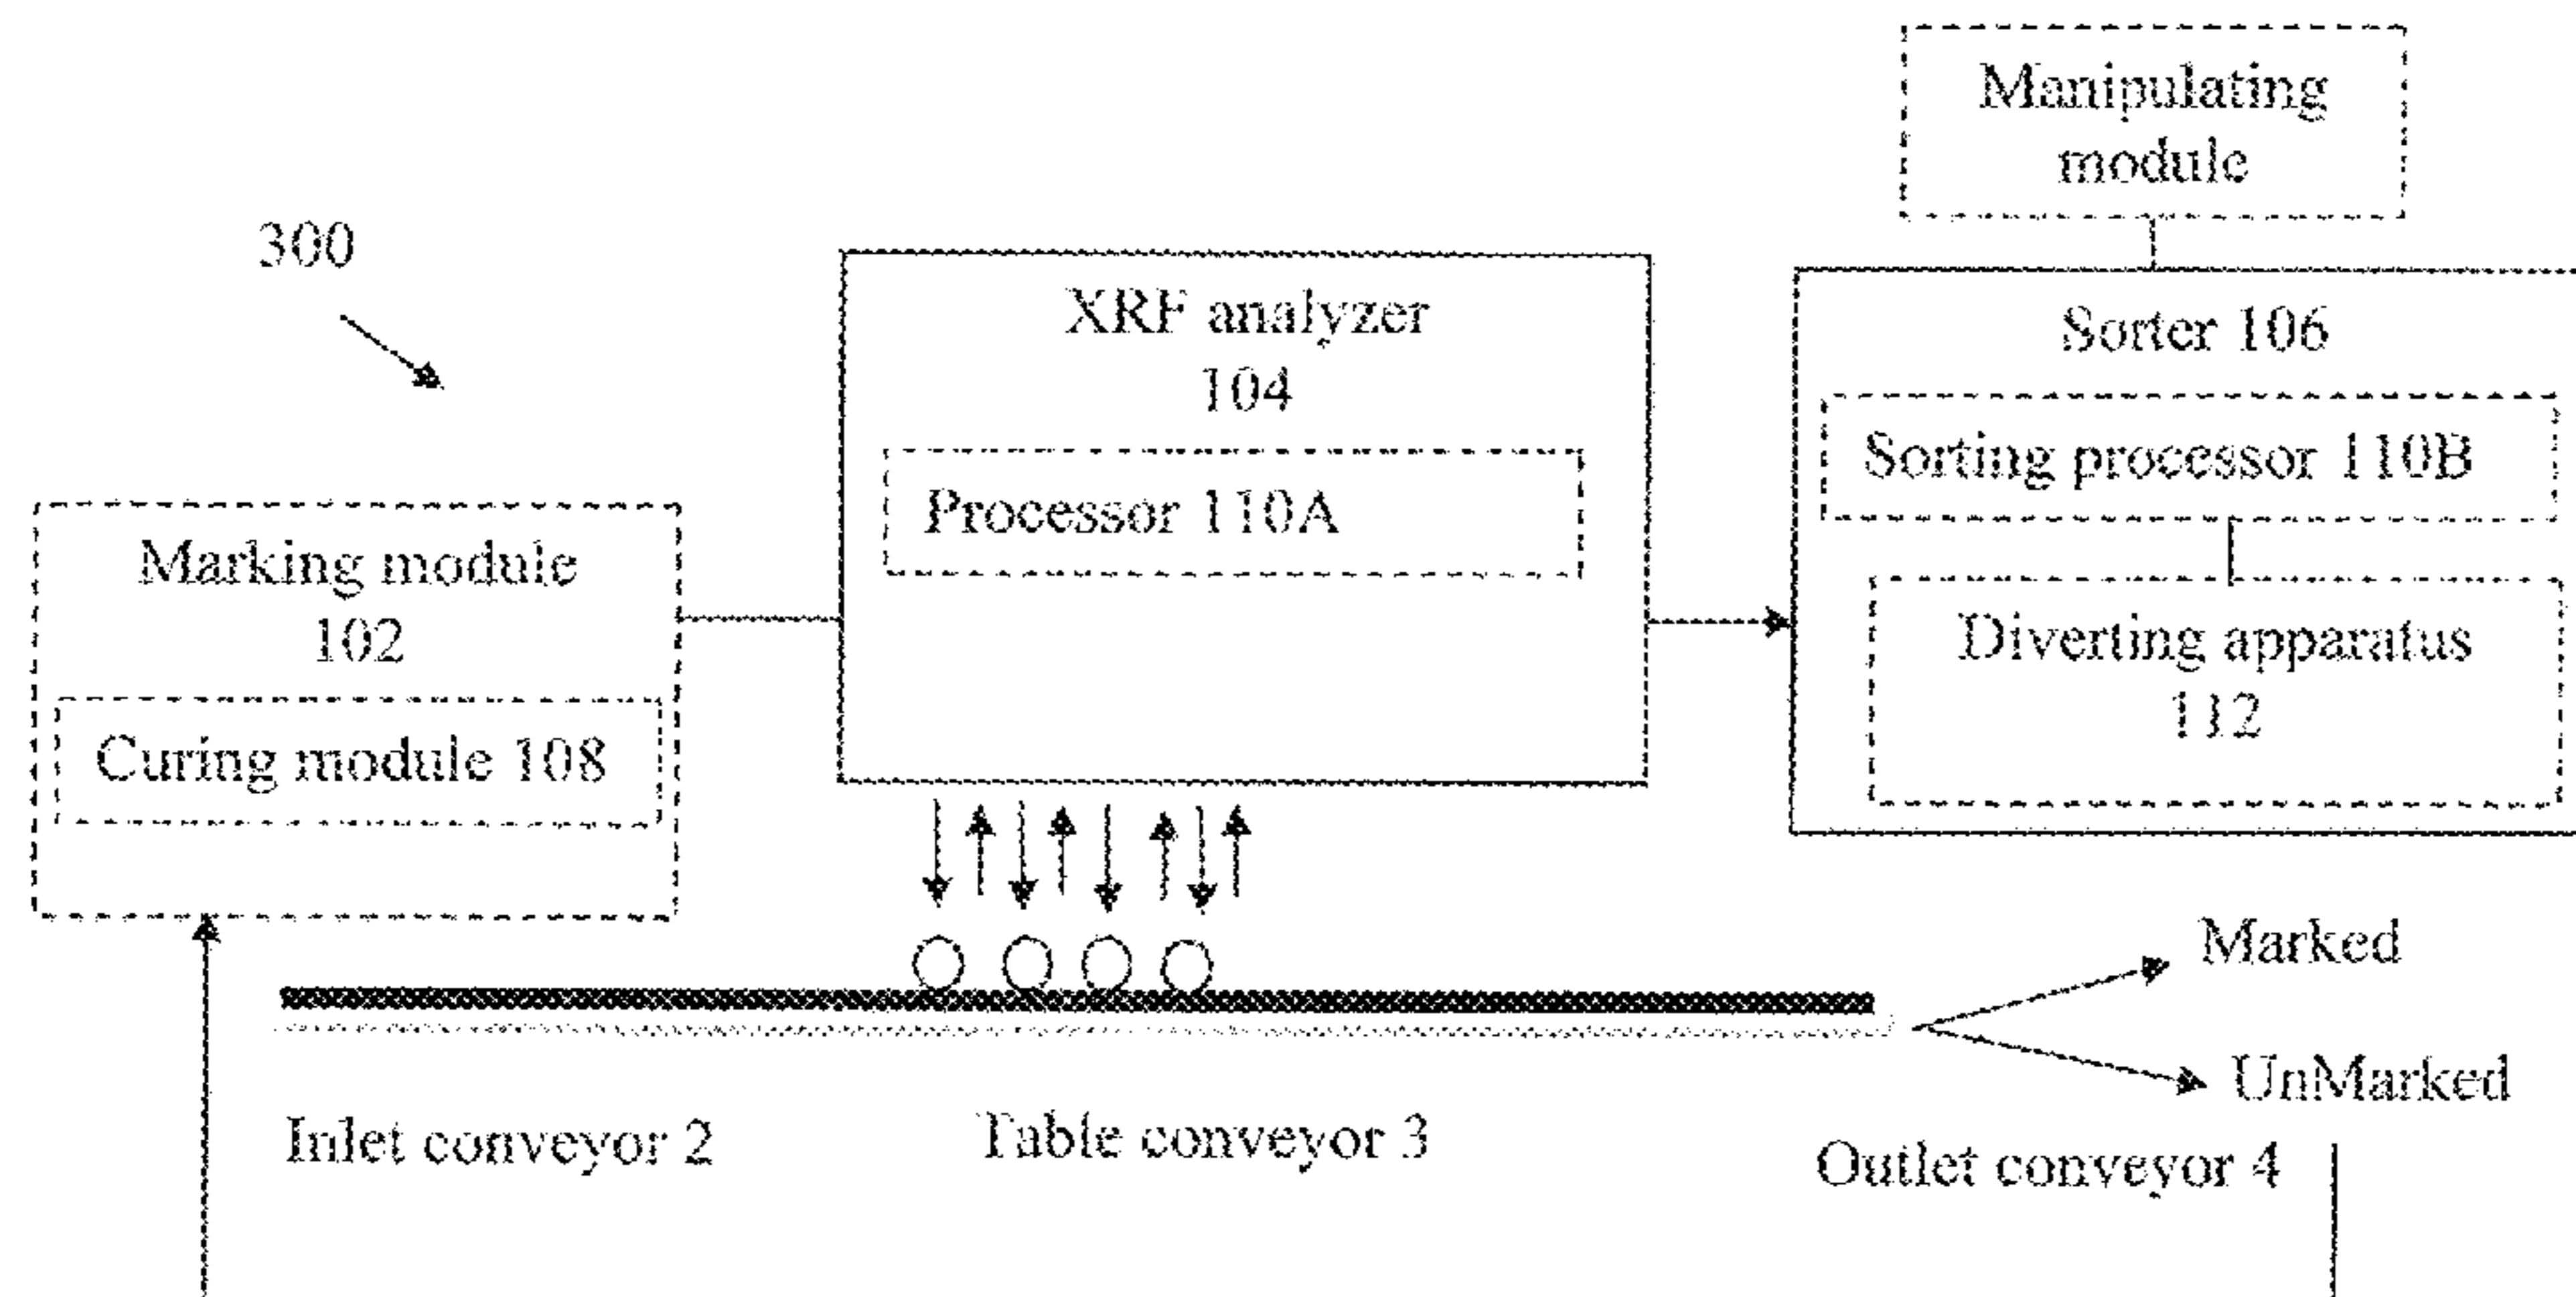 Manipulating
module
300
XRF analyzer
104
Processor 110A
Sorter 106
Sorting processor 110B
Diverting apparatus
112
Marking module
102
Curing module 108
Marked
UnMarked
Inlet conveyor 2
Table conveyor 3
Outlet conveyor 4